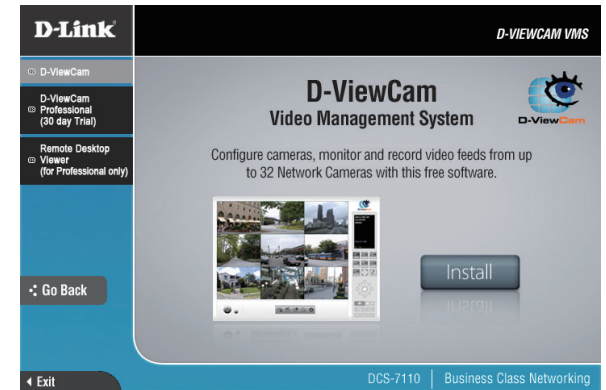 D-Link
D-VIEWCAM VMS
D-ViewCam
D-ViewCam
Professional
(30 day Trial)
Remote Desktop
Viewer
(for Professional only)
Go Back
Exit
D-ViewCam
Video Management System
D-ViewCam
Configure cameras, monitor and record video feeds from up
to 32 Network Cameras with this free software.
Install
DCS-7110
Business Class Networking